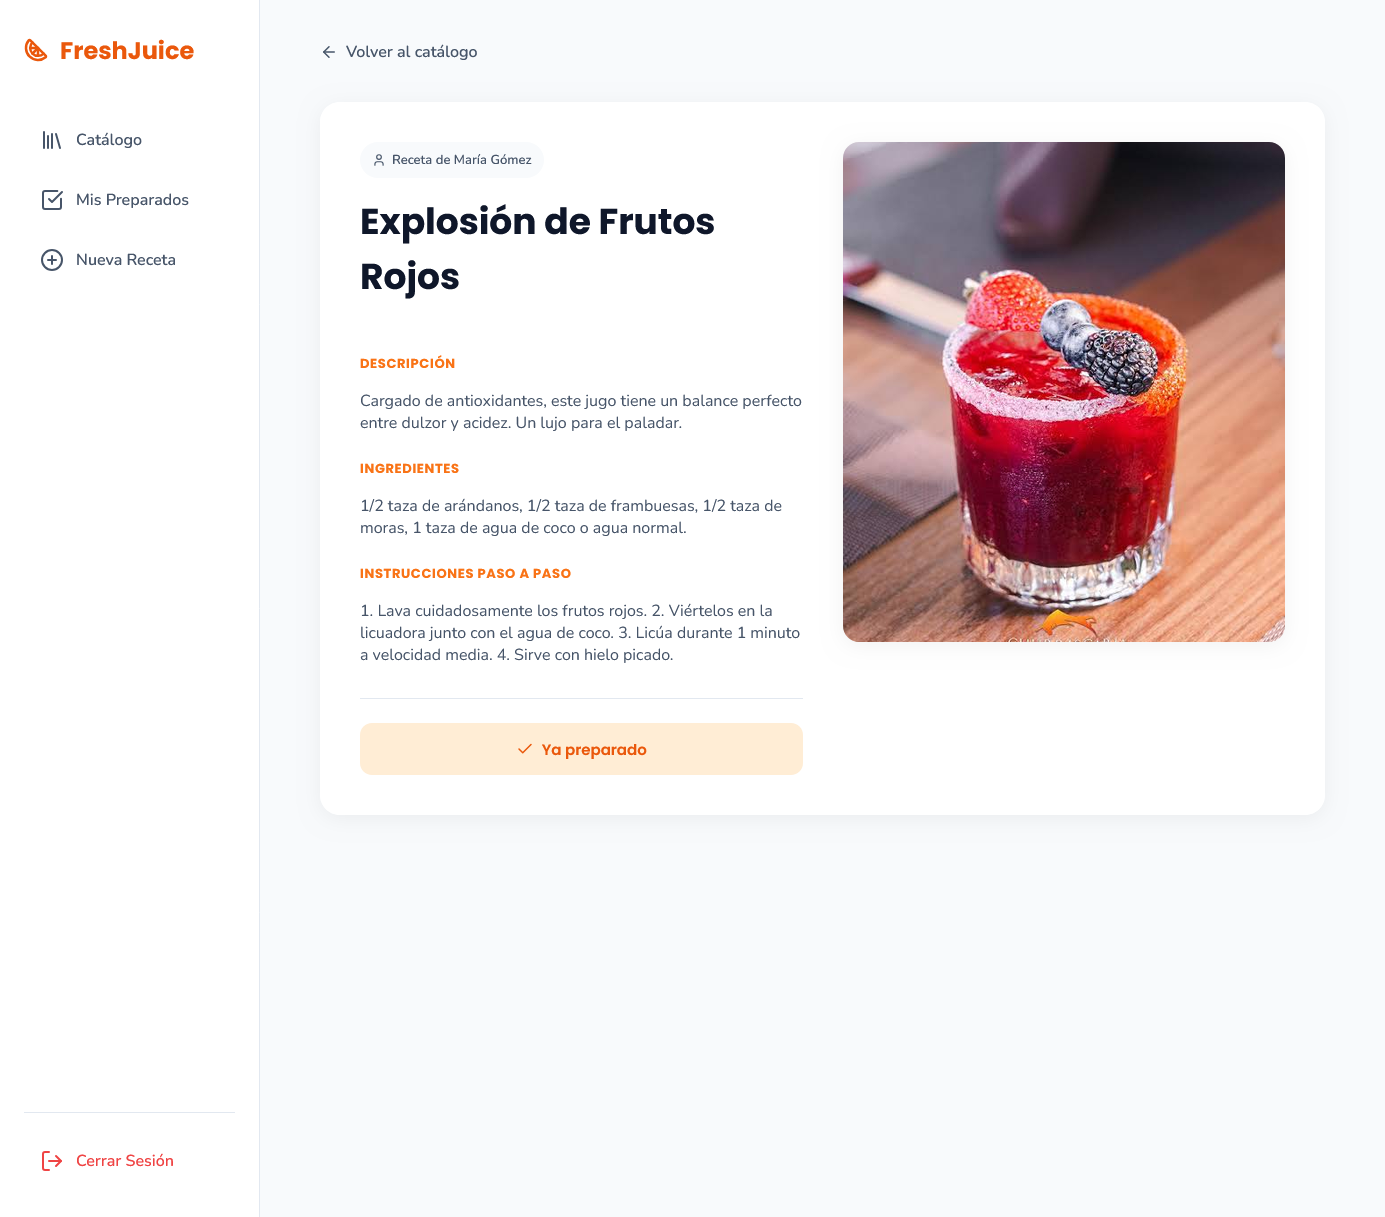 FreshJuice
Catálogo
Mis Preparados
Nueva Receta
Cerrar Sesión
Volver al catálogo
Receta de María Gómez
Explosión de Frutos
Rojos
DESCRIPCIÓN
Cargado de antioxidantes, este jugo tiene un balance perfecto
entre dulzor y acidez. Un lujo para el paladar.
INGREDIENTES
1/2 taza de arándanos, 1/2 taza de frambuesas, 1/2 taza de
moras, 1 taza de agua de coco o agua normal.
INSTRUCCIONES PASO A PASO
1. Lava cuidadosamente los frutos rojos. 2. Viértelos en la
licuadora junto con el agua de coco. 3. Licúa durante 1 minuto
a velocidad media. 4. Sirve con hielo picado.
Ya preparado